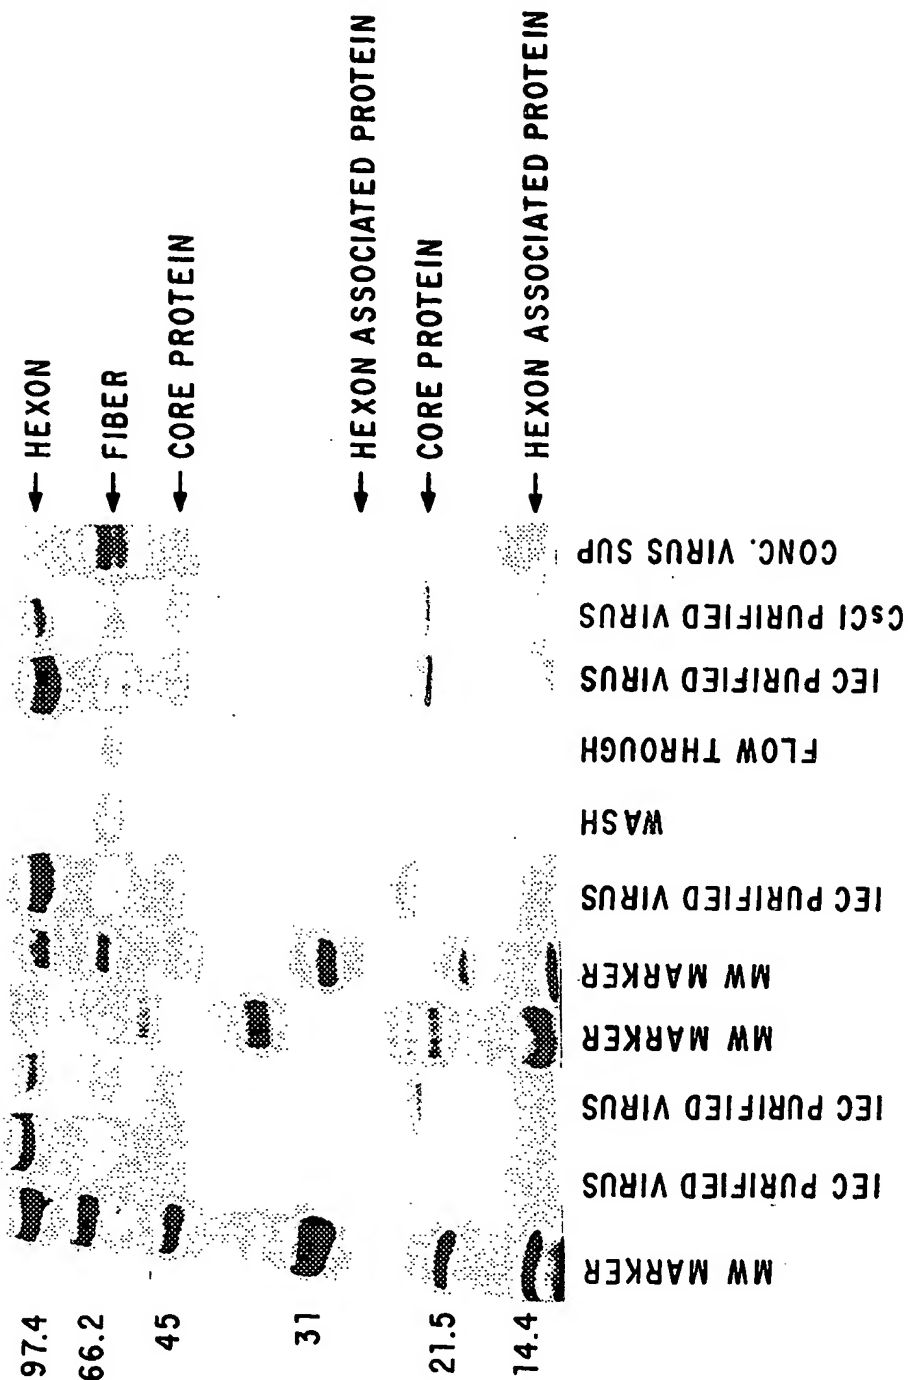 HEXON
FIBER
CORE PROTEIN
HEXON ASSOCIATED PROTEIN
CORE PROTEIN
HEXON ASSOCIATED PROTEIN
CONC. VIRUS SUP
CsCl PURIFIED VIRUS
IEC PURIFIED VIRUS
FLOW THROUGH
WASH
IEC PURIFIED VIRUS
MW MARKER
MW MARKER
IEC PURIFIED VIRUS
IEC PURIFIED VIRUS
MW MARKER
97.4
66.2
45
31
21.5
14.4